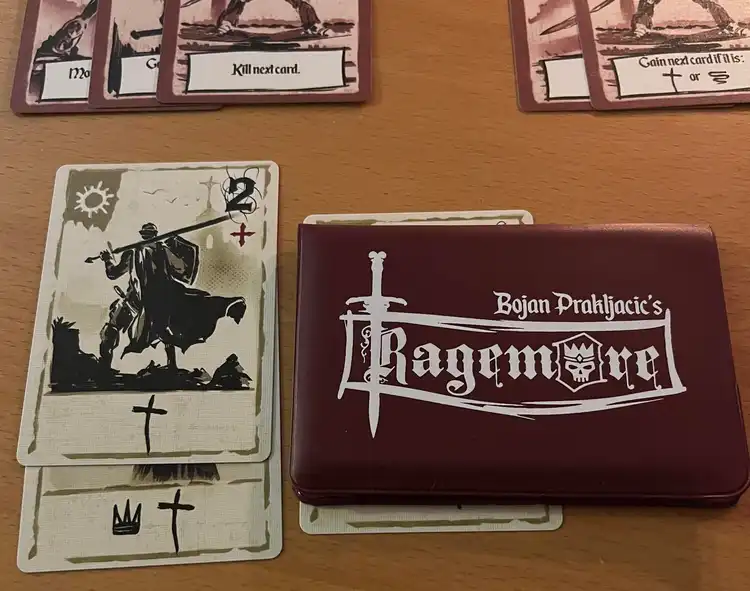 Kill next card.
Gain next card if it is:
or
2
Bojan Prakljacic's
Ragemore